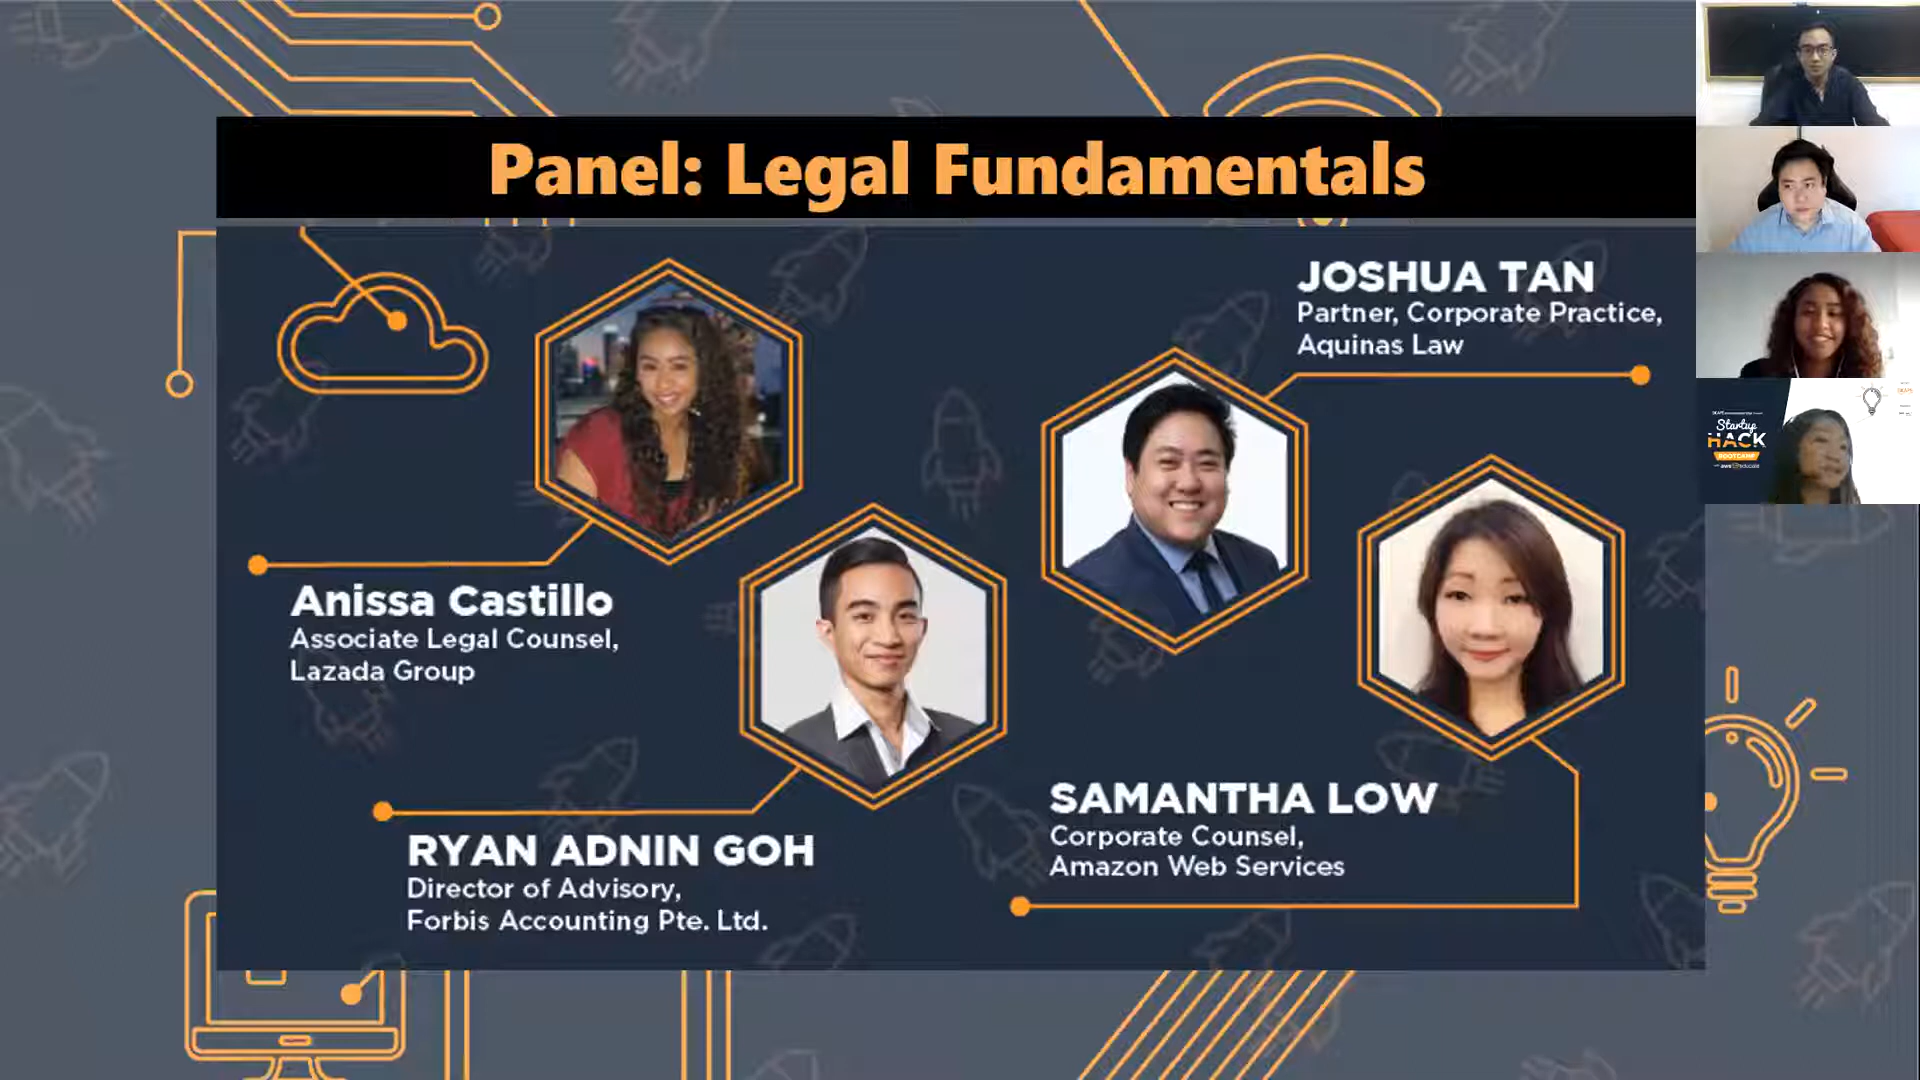 Panel: Legal Fundamentals
JOSHUA TAN
Partner, Corporate Practice,
Aquinas Law
Anissa Castillo
Associate Legal Counsel,
Lazada Group
SAMANTHA LOW
Corporate Counsel,
Amazon Web Services
RYAN ADNIN GOH
Director of Advisory,
Forbis Accounting Pte. Ltd.
Startup
HACK
BOOTCAMP